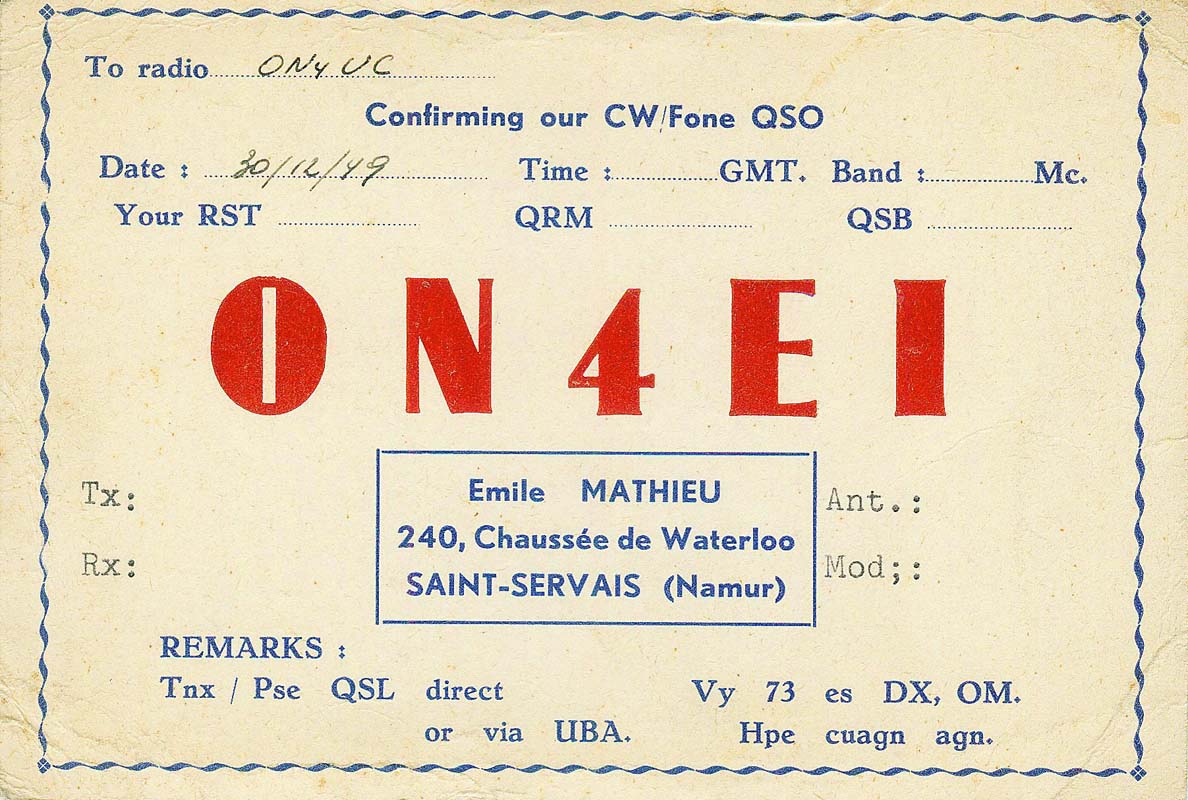 To radio ON4UC
Confirming our CW/Fone QSO
Date : 30/12/49 Time : GMT. Band : Mc.
Your RST QRM QSB
ON4EI
Emile MATHIEU
240, Chaussée de Waterloo
SAINT-SERVAIS (Namur)
Tx: Ant.:
Rx: Mod;:
REMARKS :
Tnx / Pse QSL direct Vy 73 es DX, OM.
or via UBA. Hpe cuagn agn.